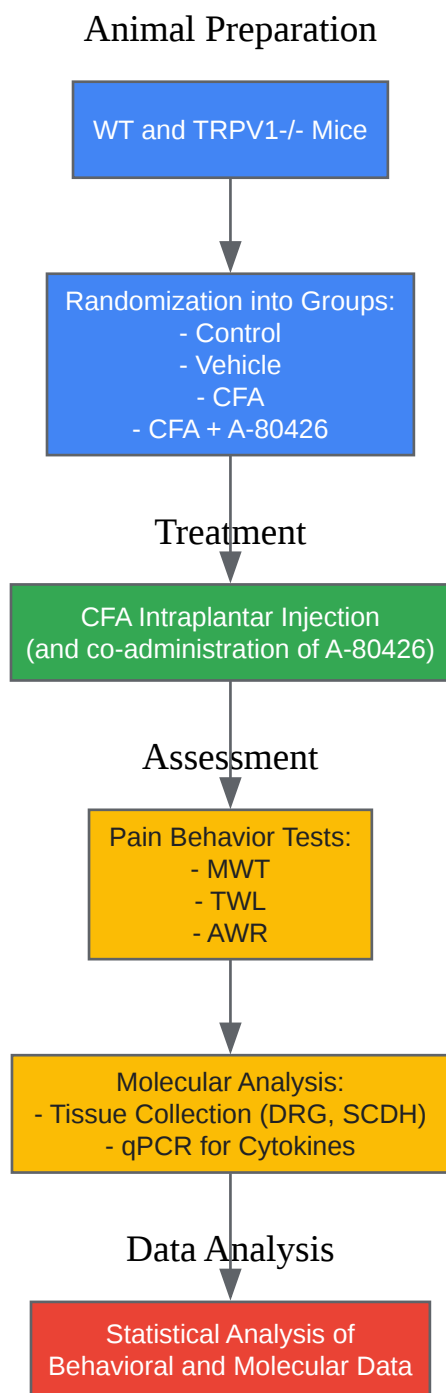 Animal Preparation
WT and TRPV1-/- Mice
Randomization into Groups:
- Control
- Vehicle
- CFA
- CFA + A-80426
Treatment
CFA Intraplantar Injection
(and co-administration of A-80426)
Assessment
Pain Behavior Tests:
- MWT
- TWL
- AWR
Molecular Analysis:
- Tissue Collection (DRG, SCDH)
- qPCR for Cytokines
Data Analysis
Statistical Analysis of
Behavioral and Molecular Data